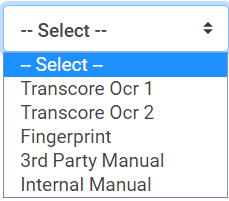 -- Select --
-- Select --
Transcore Ocr 1
Transcore Ocr 2
Fingerprint
3rd Party Manual
Internal Manual